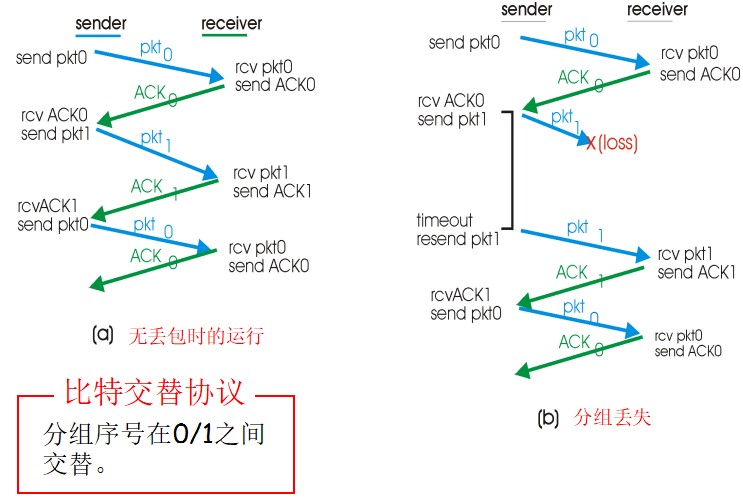 sender
receiver
send pkt0
pkt0
rcv pkt0
send ACK0
ACK0
rcv ACK0
send pkt1
pkt1
rcv pkt1
send ACK1
ACK1
rcvACK1
send pkt0
pkt0
rcv pkt0
send ACK0
ACK0
(a) 无丢包时的运行
比特交替协议
分组序号在0/1之间
交替。
sender
receiver
send pkt0
pkt0
rcv pkt0
send ACK0
ACK0
rcv ACK0
send pkt1
pkt1
X(loss)
timeout
resend pkt1
pkt1
rcv pkt1
send ACK1
ACK1
rcvACK1
send pkt0
pkt0
rcv pkt0
send ACK0
ACK0
(b) 分组丢失